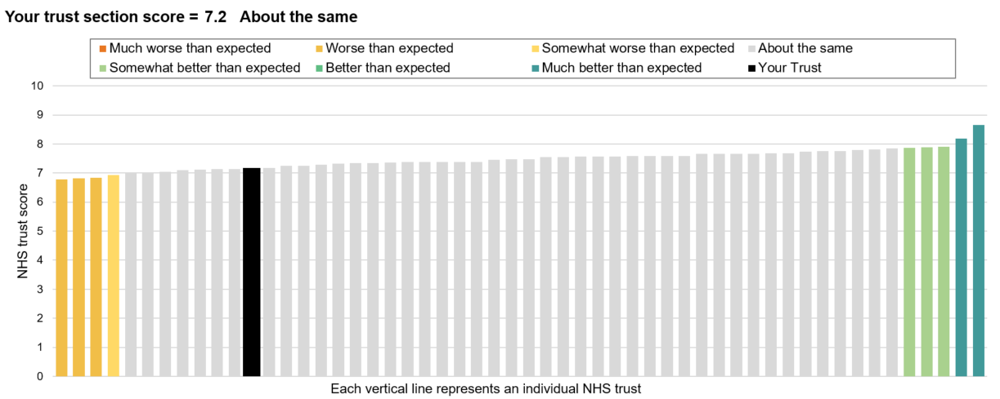 Your trust section score = 7.2 About the same
Much worse than expected Worse than expected Somewhat worse than expected About the same
Somewhat better than expected Better than expected Much better than expected Your Trust
NHS trust score
10
9
8
7
6
5
4
3
2
1
0
Each vertical line represents an individual NHS trust